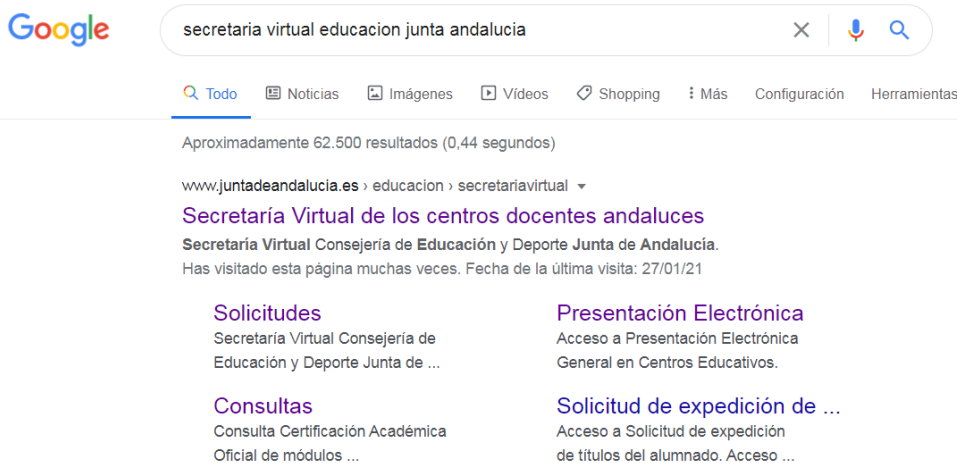 Google
secretaria virtual educacion junta andalucia
Todo Noticias Imágenes Vídeos Shopping Más Configuración Herramientas
Aproximadamente 62.500 resultados (0,44 segundos)
www.juntadeandalucia.es › educacion › secretariavirtual
Secretaría Virtual de los centros docentes andaluces
Secretaría Virtual Consejería de Educación y Deporte Junta de Andalucía.
Has visitado esta página muchas veces. Fecha de la última visita: 27/01/21
Solicitudes
Secretaría Virtual Consejería de
Educación y Deporte Junta de ...
Presentación Electrónica
Acceso a Presentación Electrónica
General en Centros Educativos.
Consultas
Consulta Certificación Académica
Oficial de módulos ...
Solicitud de expedición de ...
Acceso a Solicitud de expedición
de títulos del alumnado. Acceso ...